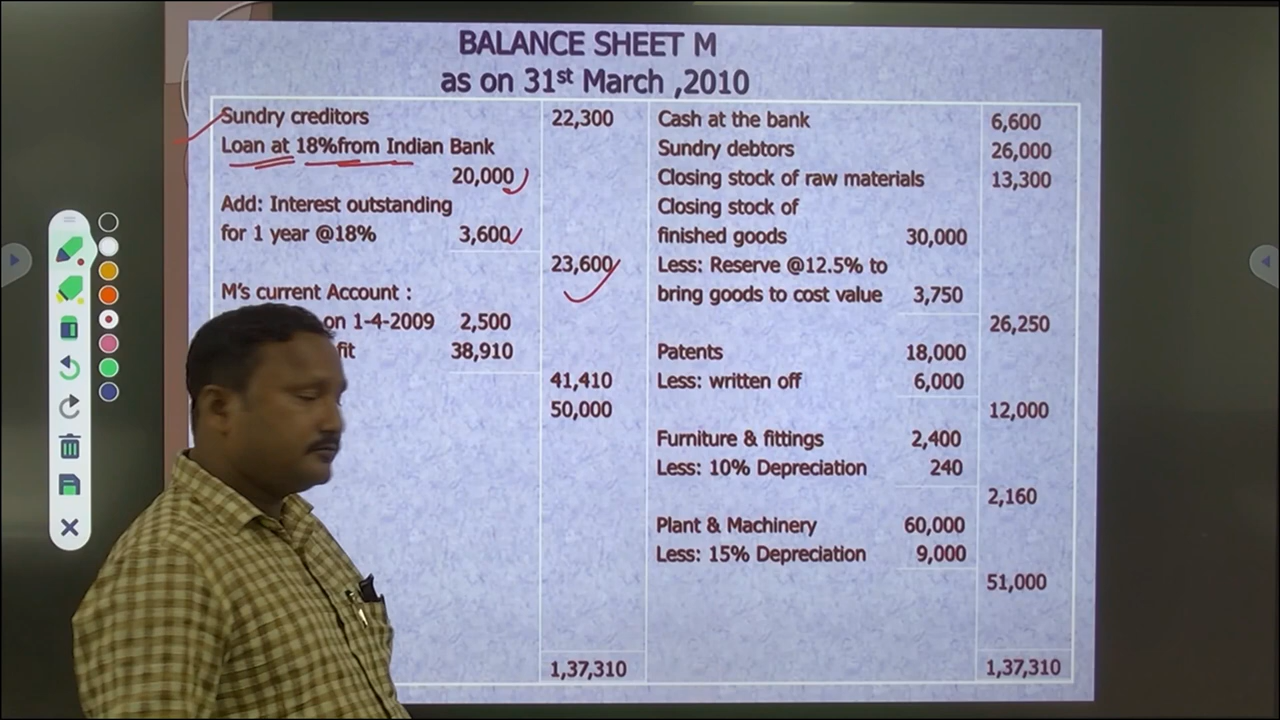 BALANCE SHEET M
as on 31st March ,2010
Sundry creditors 22,300
Loan at 18%from Indian Bank
20,000
Add: Interest outstanding
for 1 year @18% 3,600
23,600
M's current Account :
on 1-4-2009 2,500
fit 38,910
41,410
50,000
1,37,310
Cash at the bank 6,600
Sundry debtors 26,000
Closing stock of raw materials 13,300
Closing stock of
finished goods 30,000
Less: Reserve @12.5% to
bring goods to cost value 3,750
26,250
Patents 18,000
Less: written off 6,000
12,000
Furniture & fittings 2,400
Less: 10% Depreciation 240
2,160
Plant & Machinery 60,000
Less: 15% Depreciation 9,000
51,000
1,37,310